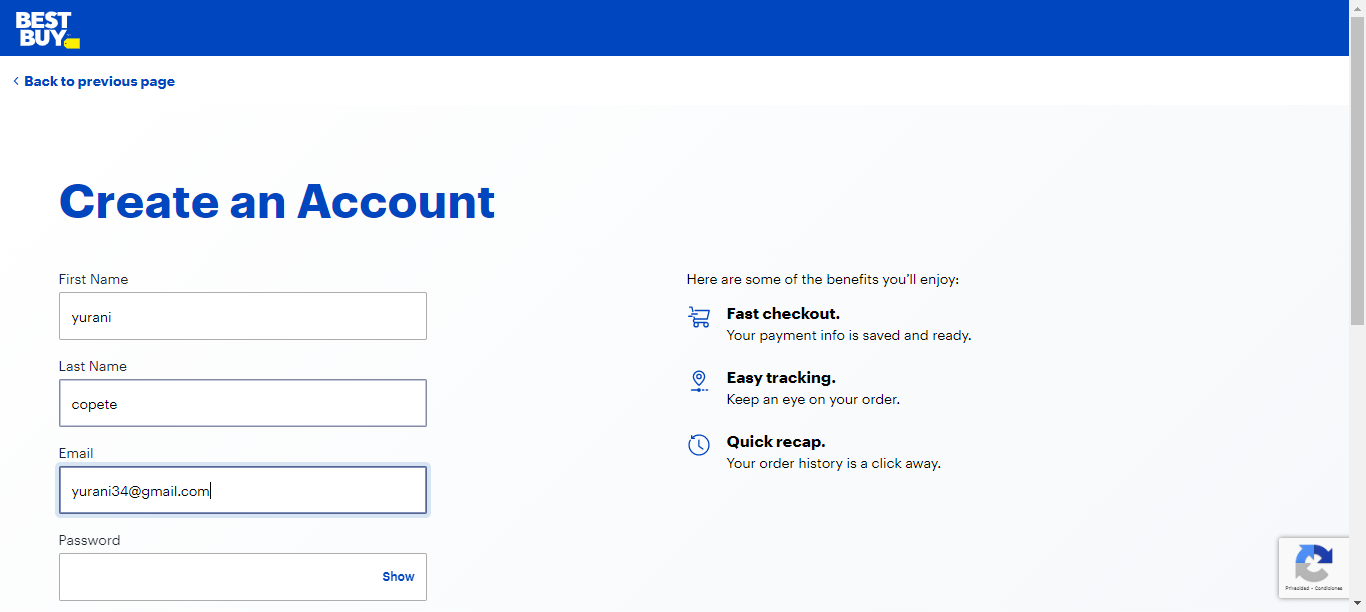 BEST
BUY
Back to previous page
Create an Account
First Name
yurani
Last Name
copete
Email
yurani34@gmail.com
Password
Show
Here are some of the benefits you'll enjoy:
Fast checkout.
Your payment info is saved and ready.
Easy tracking.
Keep an eye on your order.
Quick recap.
Your order history is a click away.
Privacidad - Condiciones